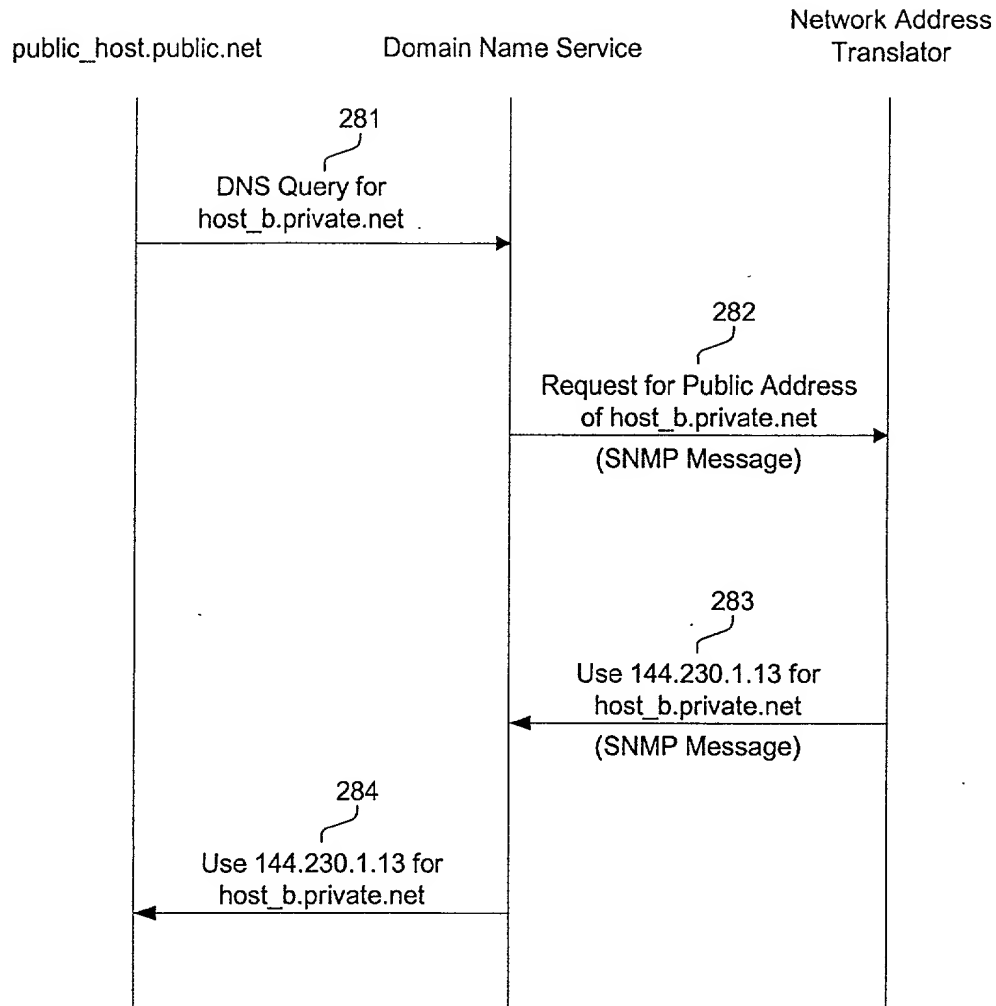 public_host.public.net
Domain Name Service
Network Address
Translator
281
DNS Query for
host_b.private.net
282
Request for Public Address
of host_b.private.net
(SNMP Message)
283
Use 144.230.1.13 for
host_b.private.net
(SNMP Message)
284
Use 144.230.1.13 for
host_b.private.net